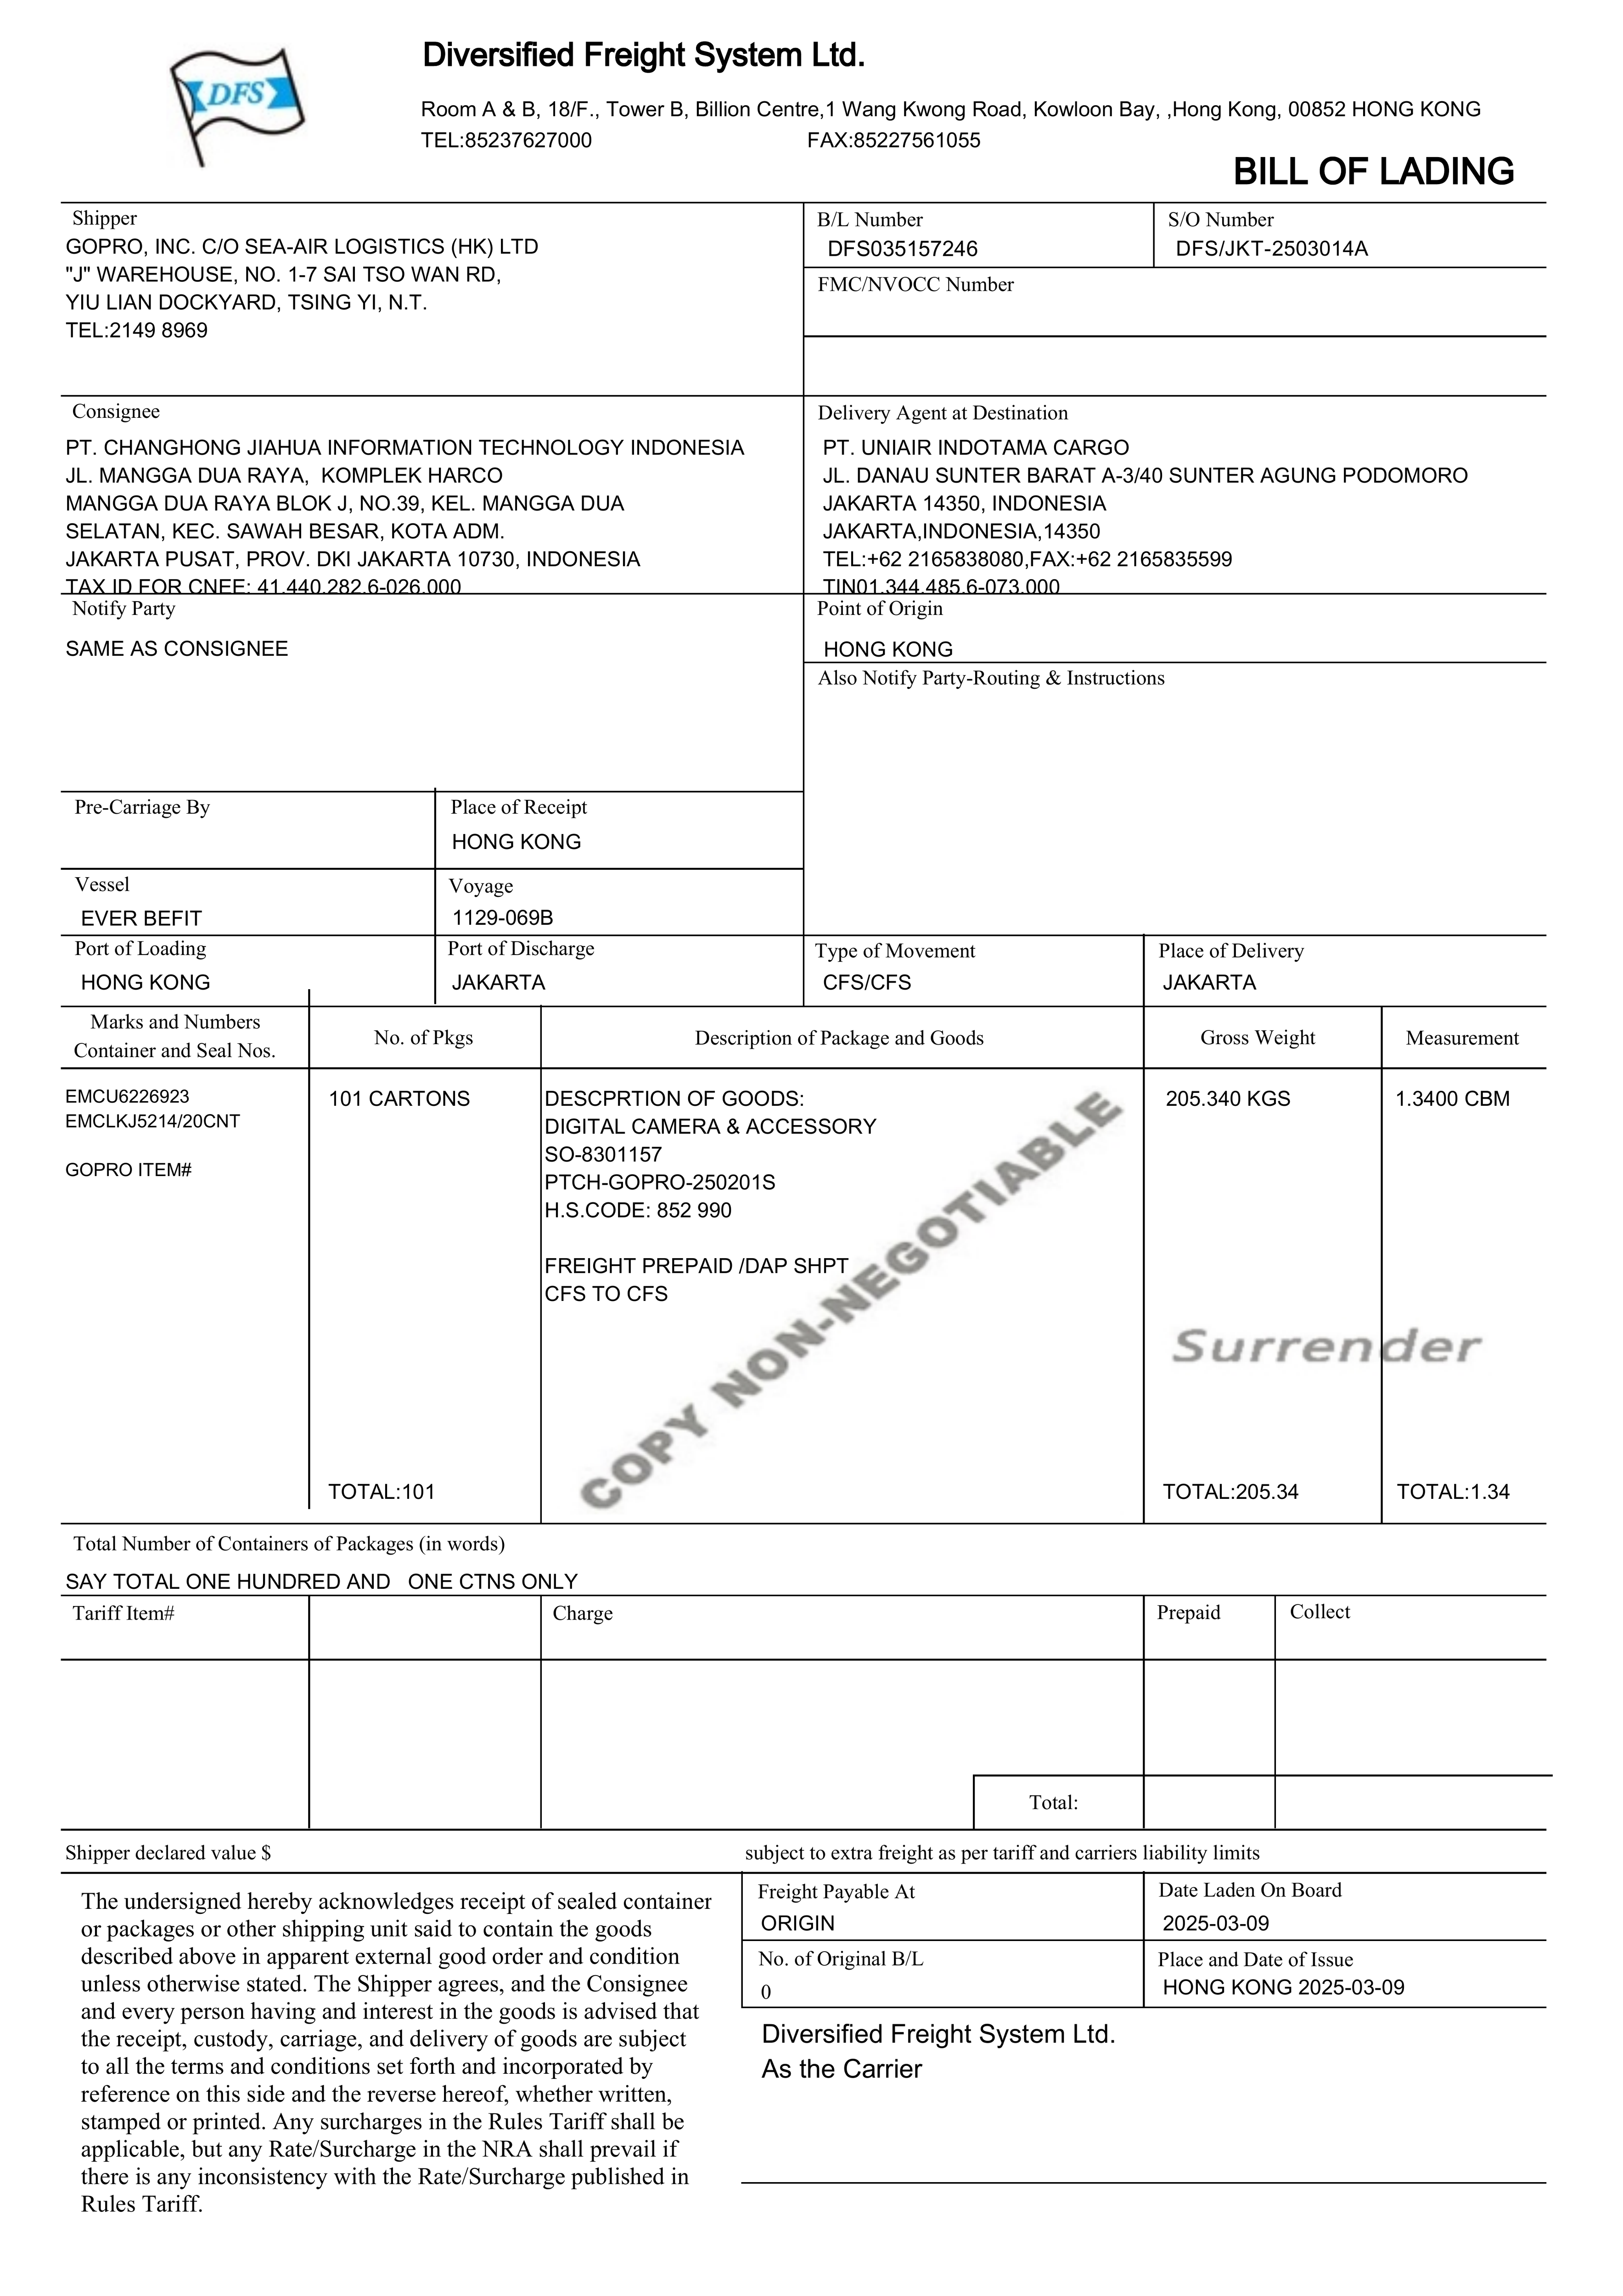 DFS
Diversified Freight System Ltd.
Room A & B, 18/F., Tower B, Billion Centre,1 Wang Kwong Road, Kowloon Bay, ,Hong Kong, 00852 HONG KONG
TEL:85237627000 FAX:85227561055
BILL OF LADING
Shipper
GOPRO, INC. C/O SEA-AIR LOGISTICS (HK) LTD
"J" WAREHOUSE, NO. 1-7 SAI TSO WAN RD,
YIU LIAN DOCKYARD, TSING YI, N.T.
TEL:2149 8969
B/L Number
DFS035157246
S/O Number
DFS/JKT-2503014A
FMC/NVOCC Number
Consignee
PT. CHANGHONG JIAHUA INFORMATION TECHNOLOGY INDONESIA
JL. MANGGA DUA RAYA, KOMPLEK HARCO
MANGGA DUA RAYA BLOK J, NO.39, KEL. MANGGA DUA
SELATAN, KEC. SAWAH BESAR, KOTA ADM.
JAKARTA PUSAT, PROV. DKI JAKARTA 10730, INDONESIA
TAX ID FOR CNEE: 41.440.282.6-026.000
Delivery Agent at Destination
PT. UNIAIR INDOTAMA CARGO
JL. DANAU SUNTER BARAT A-3/40 SUNTER AGUNG PODOMORO
JAKARTA 14350, INDONESIA
JAKARTA,INDONESIA,14350
TEL:+62 2165838080,FAX:+62 2165835599
TIN01.344.485.6-073.000
Notify Party
SAME AS CONSIGNEE
Point of Origin
HONG KONG
Also Notify Party-Routing & Instructions
Pre-Carriage By
Place of Receipt
HONG KONG
Vessel
EVER BEFIT
Voyage
1129-069B
Port of Loading
HONG KONG
Port of Discharge
JAKARTA
Type of Movement
CFS/CFS
Place of Delivery
JAKARTA
Marks and Numbers
Container and Seal Nos.
No. of Pkgs
Description of Package and Goods
Gross Weight
Measurement
EMCU6226923
EMCLKJ5214/20CNT
GOPRO ITEM#
101 CARTONS
DESCPRTION OF GOODS:
DIGITAL CAMERA & ACCESSORY
SO-8301157
PTCH-GOPRO-250201S
H.S.CODE: 852 990
FREIGHT PREPAID /DAP SHPT
CFS TO CFS
205.340 KGS
1.3400 CBM
COPY NON-NEGOTIABLE
Surrender
TOTAL:101
TOTAL:205.34
TOTAL:1.34
Total Number of Containers of Packages (in words)
SAY TOTAL ONE HUNDRED AND ONE CTNS ONLY
Tariff Item#
Charge
Prepaid
Collect
Total:
Shipper declared value $
subject to extra freight as per tariff and carriers liability limits
The undersigned hereby acknowledges receipt of sealed container
or packages or other shipping unit said to contain the goods
described above in apparent external good order and condition
unless otherwise stated. The Shipper agrees, and the Consignee
and every person having and interest in the goods is advised that
the receipt, custody, carriage, and delivery of goods are subject
to all the terms and conditions set forth and incorporated by
reference on this side and the reverse hereof, whether written,
stamped or printed. Any surcharges in the Rules Tariff shall be
applicable, but any Rate/Surcharge in the NRA shall prevail if
there is any inconsistency with the Rate/Surcharge published in
Rules Tariff.
Freight Payable At
ORIGIN
Date Laden On Board
2025-03-09
No. of Original B/L
0
Place and Date of Issue
HONG KONG 2025-03-09
Diversified Freight System Ltd.
As the Carrier